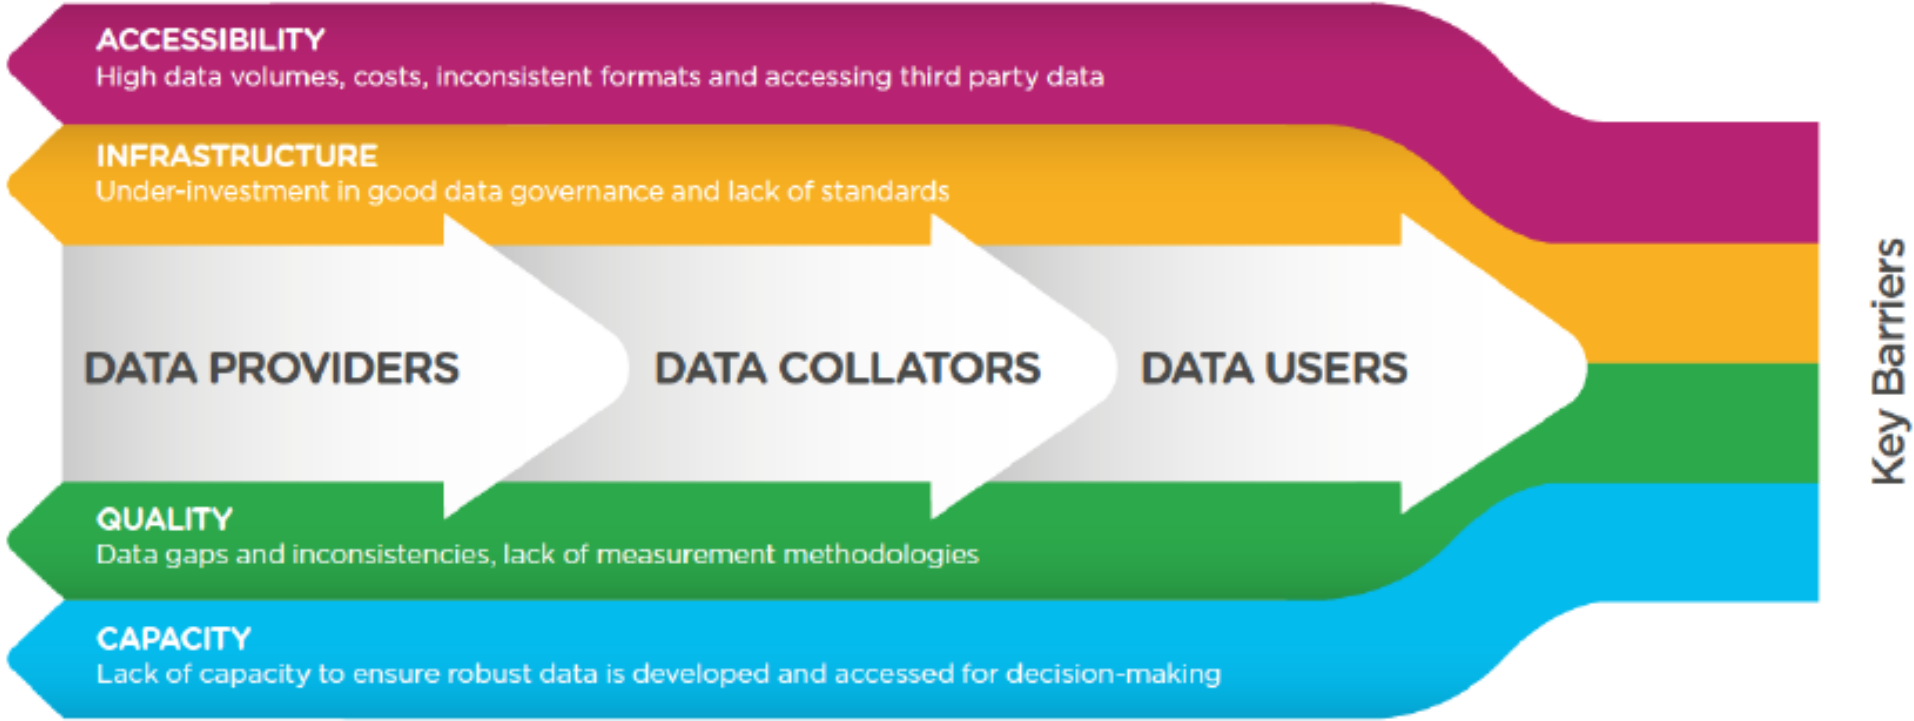 ACCESSIBILITY
High data volumes, costs, inconsistent formats and accessing third party data
INFRASTRUCTURE
Under-investment in good data governance and lack of standards
DATA PROVIDERS
DATA COLLATORS
DATA USERS
QUALITY
Data gaps and inconsistencies, lack of measurement methodologies
CAPACITY
Lack of capacity to ensure robust data is developed and accessed for decision-making
Key Barriers